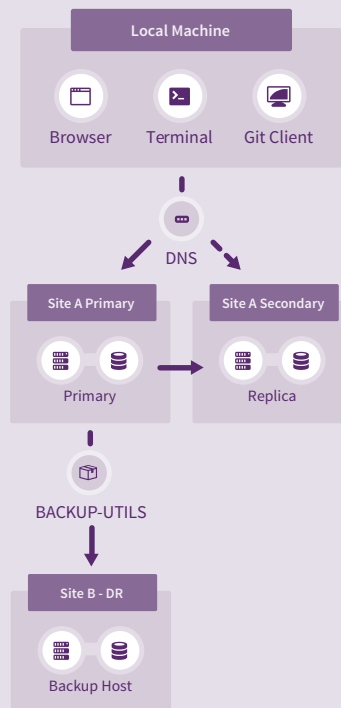 Local Machine
Browser
Terminal
Git Client
DNS
Site A Primary
Site A Secondary
Primary
Replica
BACKUP-UTILS
Site B - DR
Backup Host